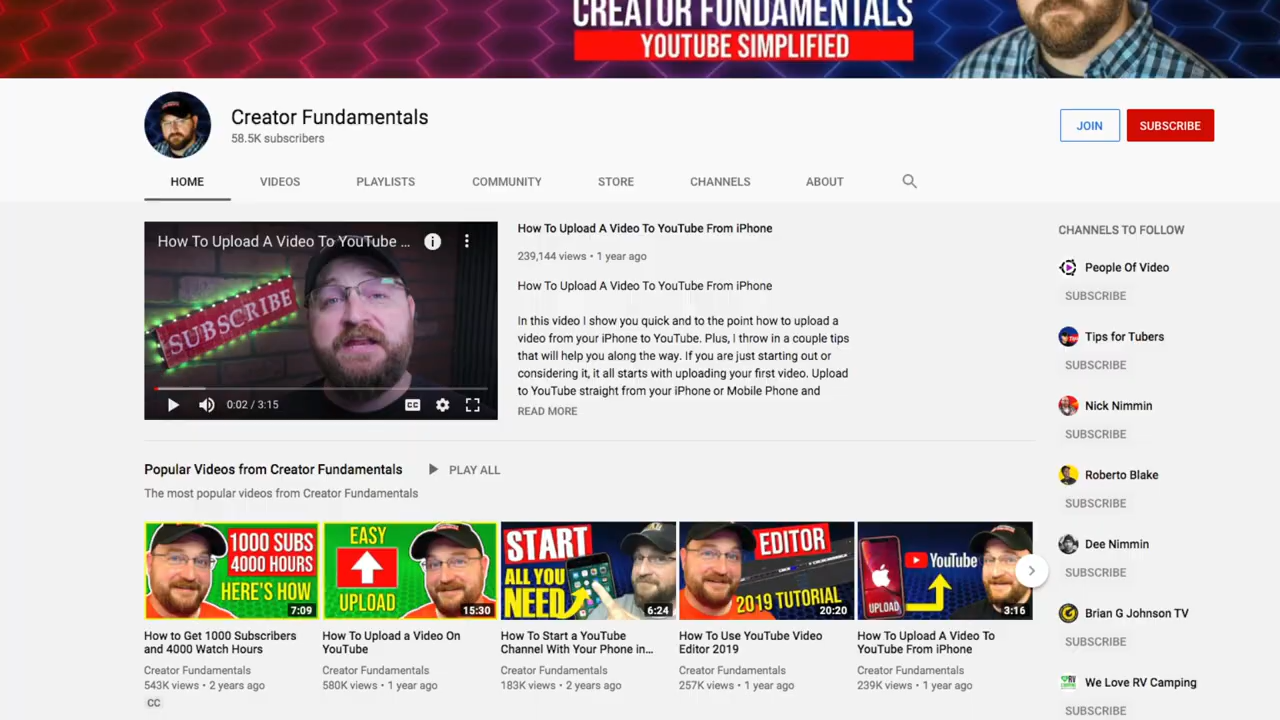 CREATOR FUNDAMENTALS
YOUTUBE SIMPLIFIED
Creator Fundamentals
58.5K subscribers
JOIN
SUBSCRIBE
HOME
VIDEOS
PLAYLISTS
COMMUNITY
STORE
CHANNELS
ABOUT
How To Upload A Video To YouTube ...
SUBSCRIBE
0:02 / 3:15
CC
How To Upload A Video To YouTube From iPhone
239,144 views • 1 year ago
How To Upload A Video To YouTube From iPhone
In this video I show you quick and to the point how to upload a
video from your iPhone to YouTube. Plus, I throw in a couple tips
that will help you along the way. If you are just starting out or
considering it, it all starts with uploading your first video. Upload
to YouTube straight from your iPhone or Mobile Phone and
READ MORE
CHANNELS TO FOLLOW
People Of Video
SUBSCRIBE
Tips for Tubers
SUBSCRIBE
Nick Nimmin
SUBSCRIBE
Roberto Blake
SUBSCRIBE
Dee Nimmin
SUBSCRIBE
Brian G Johnson TV
SUBSCRIBE
We Love RV Camping
SUBSCRIBE
Popular Videos from Creator Fundamentals
PLAY ALL
The most popular videos from Creator Fundamentals
1000 SUBS
4000 HOURS
HERE'S HOW
7:09
How to Get 1000 Subscribers
and 4000 Watch Hours
Creator Fundamentals
543K views • 2 years ago
CC
EASY
UPLOAD
15:30
How To Upload a Video On
YouTube
Creator Fundamentals
580K views • 1 year ago
START
ALL YOU
NEED
6:24
How To Start a YouTube
Channel With Your Phone in...
Creator Fundamentals
183K views • 2 years ago
EDITOR
2019 TUTORIAL
20:20
How To Use YouTube Video
Editor 2019
Creator Fundamentals
257K views • 1 year ago
YouTube
UPLOAD
3:16
How To Upload A Video To
YouTube From iPhone
Creator Fundamentals
239K views • 1 year ago